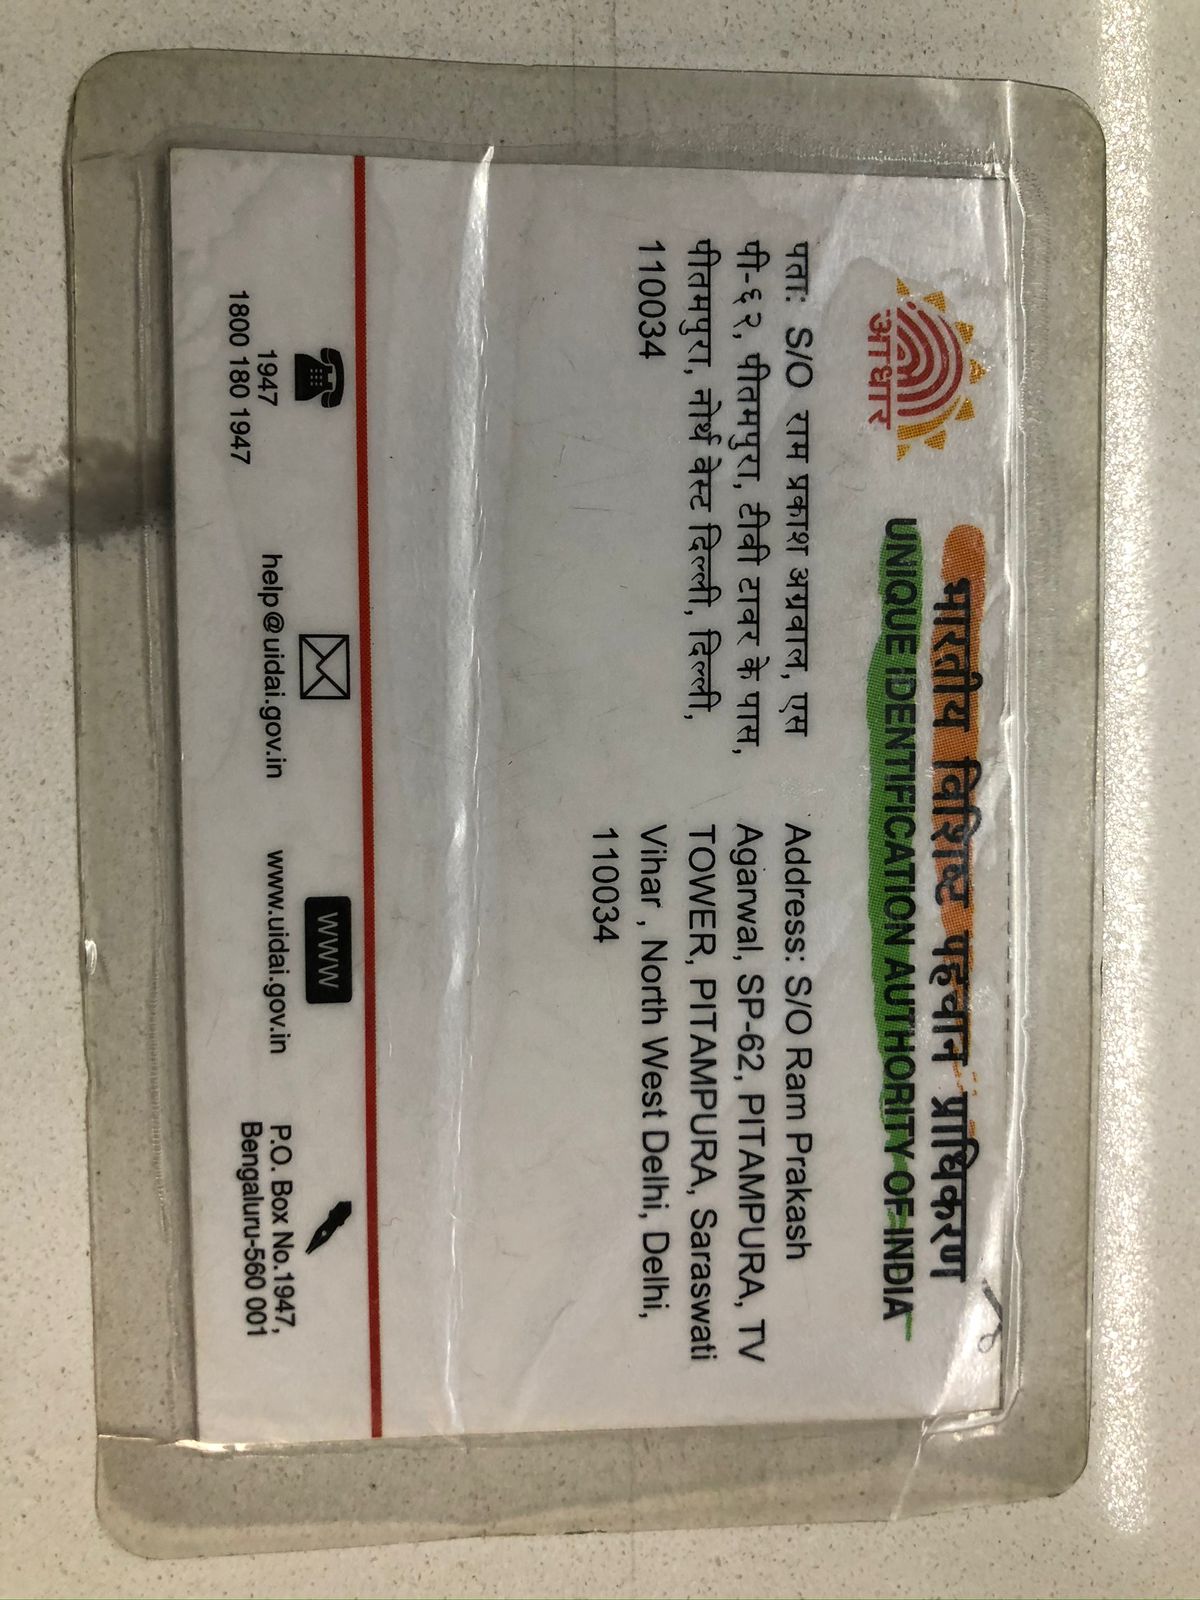 आधार
भारतीय विशिष्ट पहचान प्राधिकरण
UNIQUE IDENTIFICATION AUTHORITY OF INDIA
पता: S/O राम प्रकाश अग्रवाल, एस
पी-६२, पीतमपुरा, टीवी टावर के पास,
पीतमपुरा, नोर्थ वेस्ट दिल्ली, दिल्ली,
110034
Address: S/O Ram Prakash
Agarwal, SP-62, PITAMPURA, TV
TOWER, PITAMPURA, Saraswati
Vihar , North West Delhi, Delhi,
110034
1947
1800 180 1947
help@uidai.gov.in
WWW
www.uidai.gov.in
P.O. Box No.1947,
Bengaluru-560 001